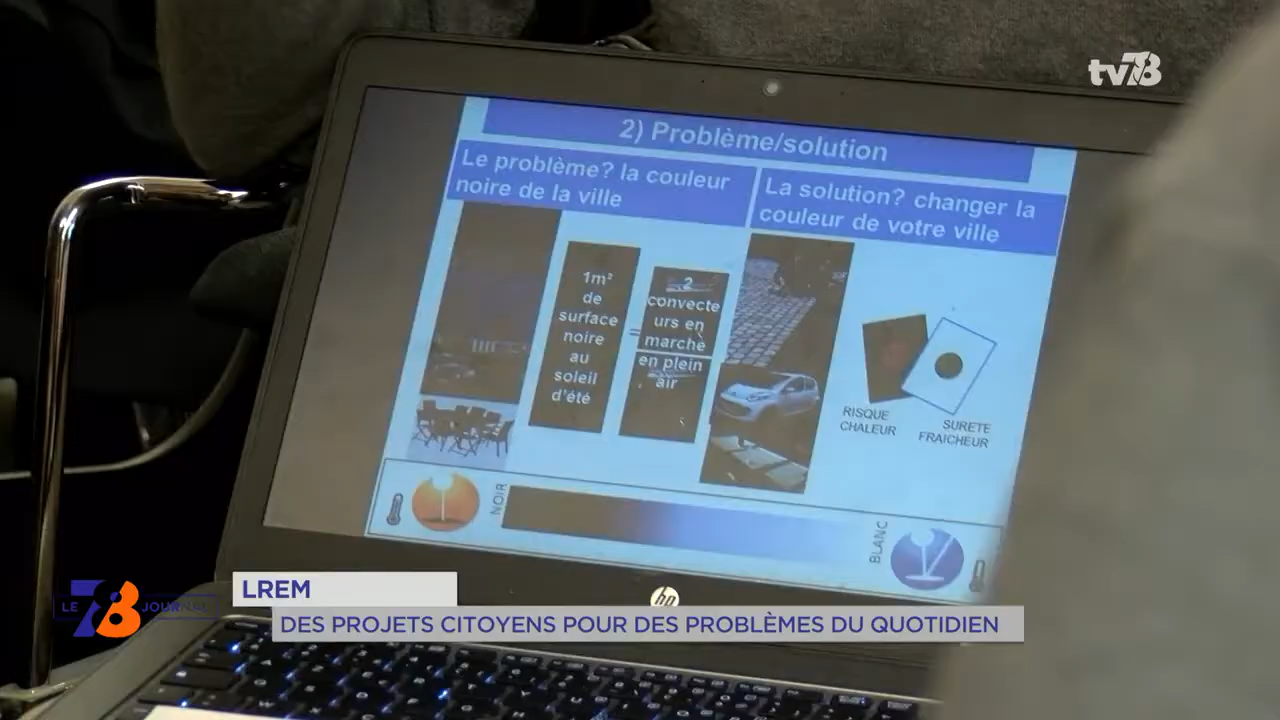 tv78
2) Problème/solution
Le problème? la couleur
noire de la ville
La solution? changer la
couleur de votre ville
1m²
de
surface
noire
au
soleil
d'été
=
2
convecte
urs en
marche
en plein
air
RISQUE
CHALEUR
SURETE
FRAICHEUR
NOIR
BLANC
hp
LE 78 JOURNAL
LREM
DES PROJETS CITOYENS POUR DES PROBLÈMES DU QUOTIDIEN